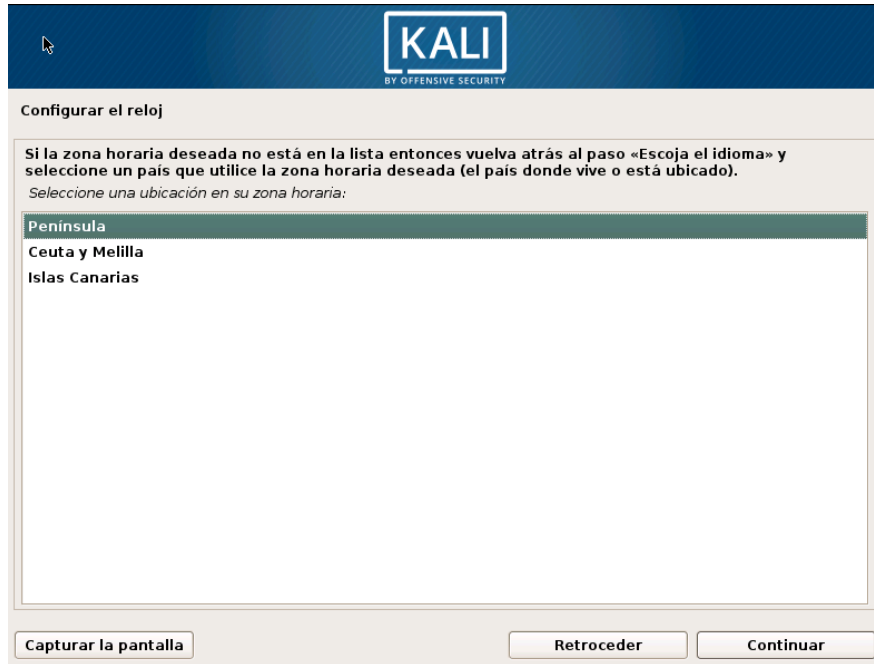 KALI
BY OFFENSIVE SECURITY
Configurar el reloj
Si la zona horaria deseada no está en la lista entonces vuelva atrás al paso «Escoja el idioma» y
seleccione un país que utilice la zona horaria deseada (el país donde vive o está ubicado).
Seleccione una ubicación en su zona horaria:
Península
Ceuta y Melilla
Islas Canarias
Capturar la pantalla
Retroceder
Continuar